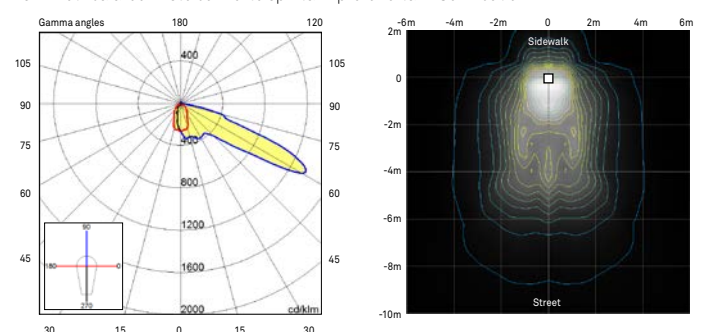 Gamma angles 180 120
-6m -2m 0 2m 6m
2m
Sidewalk
400
105 105
90 90
0
400
75 75
-2m
800
-4m
60 60
1200
-6m
90
45 45
1600
180 0
-8m
270
2000 cd/klm
Street
-10m
30 15 0 15 30